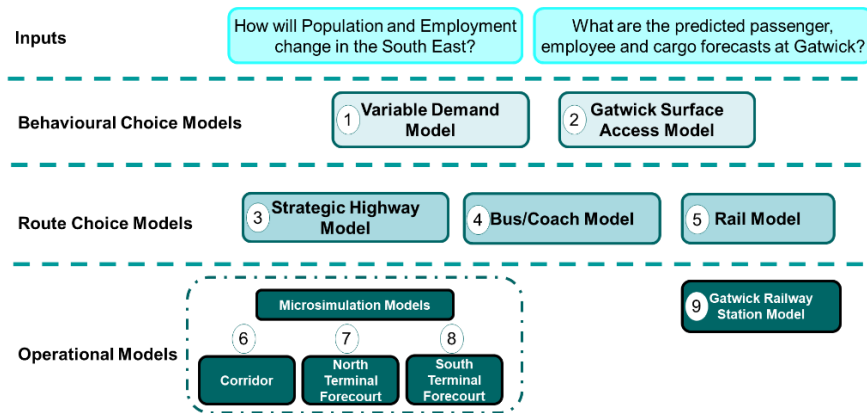 Inputs
How will Population and Employment
change in the South East?
What are the predicted passenger,
employee and cargo forecasts at Gatwick?
Behavioural Choice Models
1
Variable Demand
Model
2
Gatwick Surface
Access Model
Route Choice Models
3
Strategic Highway
Model
4
Bus/Coach Model
5
Rail Model
Operational Models
Microsimulation Models
6
7
8
Corridor
North
Terminal
Forecourt
South
Terminal
Forecourt
9
Gatwick Railway
Station Model